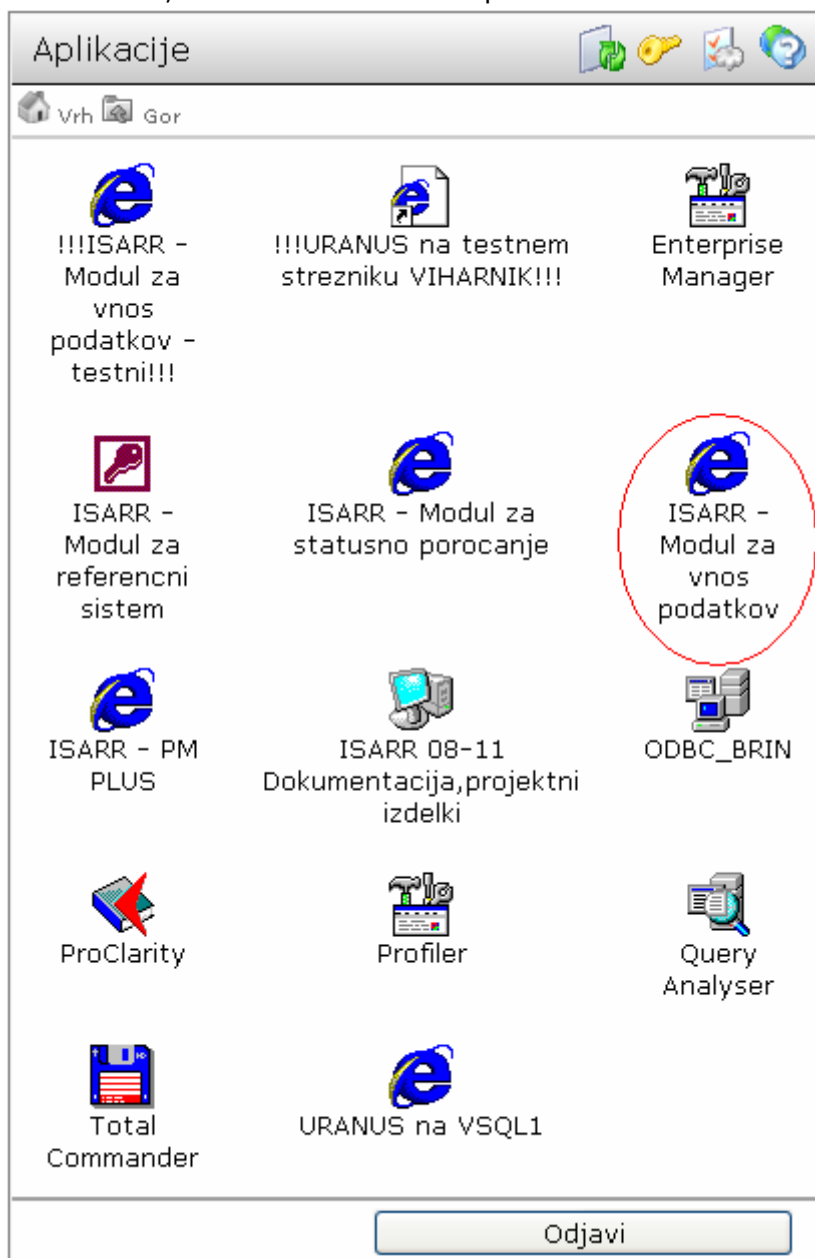 Aplikacije
Vrh Gor
!!!ISARR -
Modul za
vnos
podatkov -
testni!!!
!!!URANUS na testnem
strezniku VIHARNIK!!!
Enterprise
Manager
ISARR -
Modul za
referencni
sistem
ISARR - Modul za
statusno porocanje
ISARR -
Modul za
vnos
podatkov
ISARR - PM
PLUS
ISARR 08-11
Dokumentacija,projektni
izdelki
ODBC_BRIN
ProClarity
Profiler
Query
Analyser
Total
Commander
URANUS na VSQL1
Odjavi